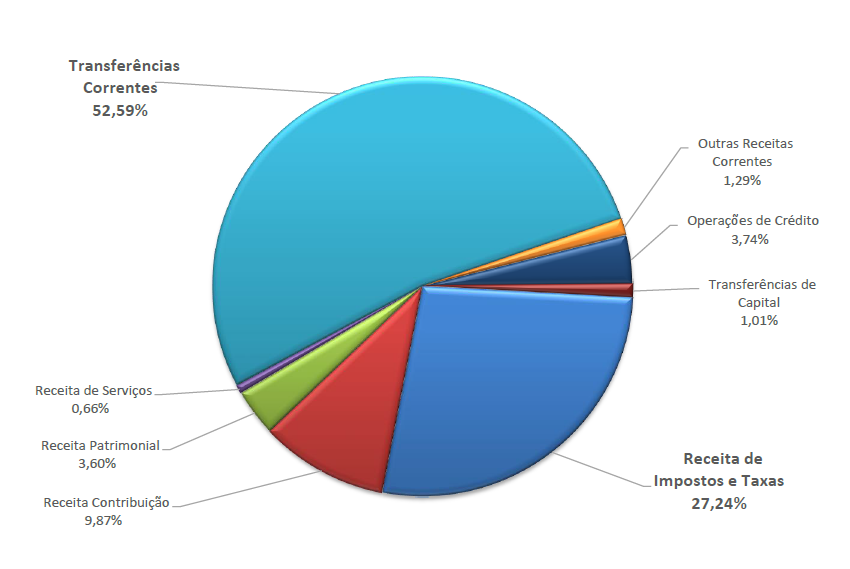 Transferências
Correntes
52,59%
Outras Receitas
Correntes
1,29%
Operações de Crédito
3,74%
Transferências de
Capital
1,01%
Receita de Serviços
0,66%
Receita Patrimonial
3,60%
Receita Contribuição
9,87%
Receita de
Impostos e Taxas
27,24%